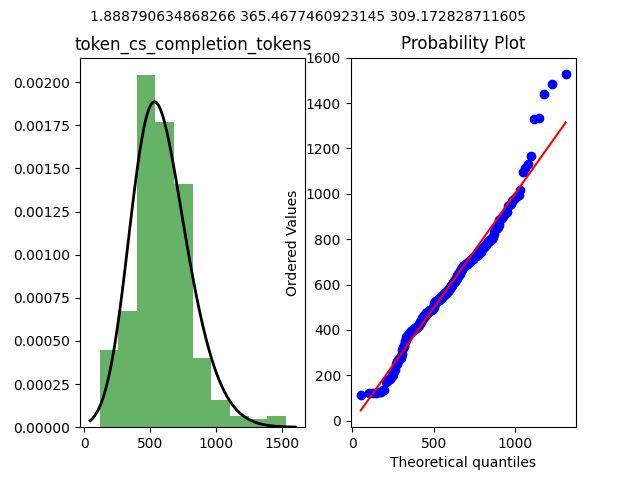 1.888790634868266 365.4677460923145 309.172828711605
token_cs_completion_tokens
0.00200
0.00175
0.00150
0.00125
0.00100
0.00075
0.00050
0.00025
0.00000
0 500 1000 1500
Probability Plot
Ordered Values
1600
1400
1200
1000
800
600
400
200
0
0 500 1000
Theoretical quantiles